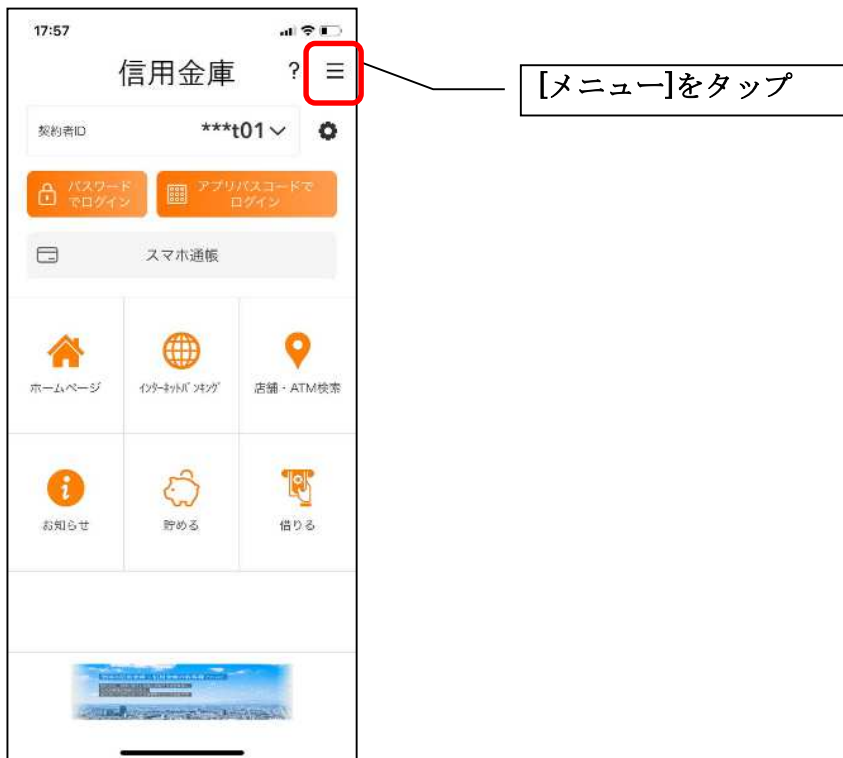 17:57
信用金庫 ?
[メニュー]をタップ
契約者ID ***t01
パスワード
でログイン
アプリパスコードで
ログイン
スマホ通帳
ホームページ
インターネットバンキング
店舗・ATM検索
お知らせ
貯める
借りる